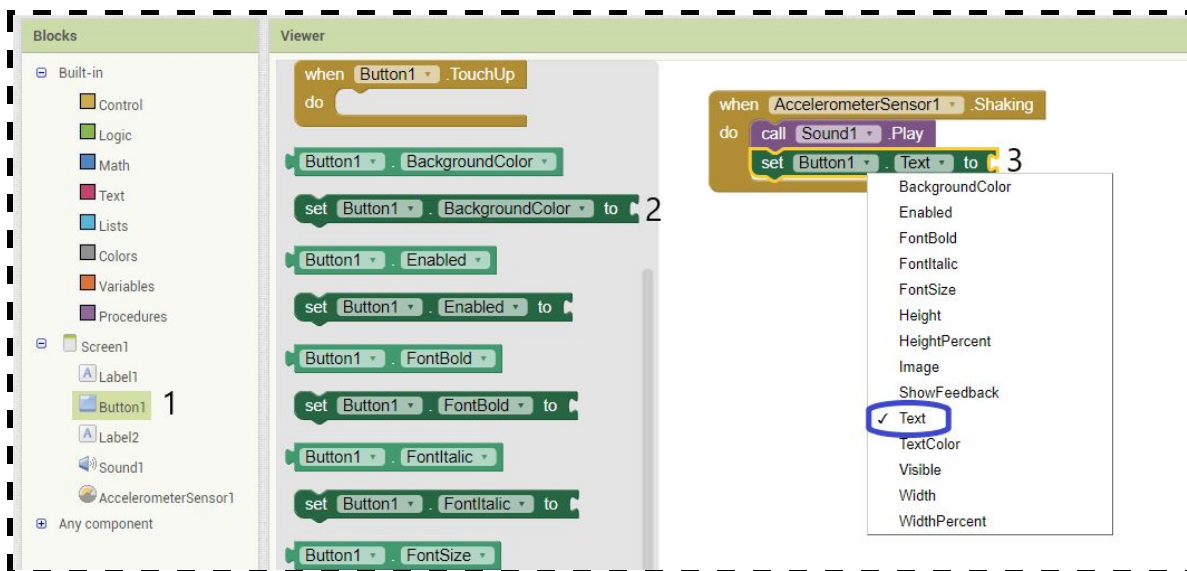 Blocks
Built-in
Control
Logic
Math
Text
Lists
Colors
Variables
Procedures
Screen1
Label1
Button1 1
Label2
Sound1
AccelerometerSensor1
Any component
Viewer
when Button1 .TouchUp
do
Button1 . BackgroundColor
set Button1 . BackgroundColor to 2
Button1 . Enabled
set Button1 . Enabled to
Button1 . FontBold
set Button1 . FontBold to
Button1 . FontItalic
set Button1 . FontItalic to
Button1 . FontSize
when AccelerometerSensor1 .Shaking
do call Sound1 .Play
set Button1 . Text to 3
BackgroundColor
Enabled
FontBold
FontItalic
FontSize
Height
HeightPercent
Image
ShowFeedback
✓ Text
TextColor
Visible
Width
WidthPercent